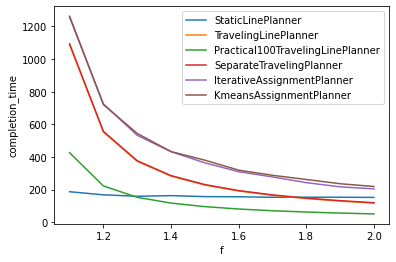 StaticLinePlanner
TravelingLinePlanner
Practical100TravelingLinePlanner
SeparateTravelingPlanner
IterativeAssignmentPlanner
KmeansAssignmentPlanner
completion_time
1200
1000
800
600
400
200
0
1.2 1.4 1.6 1.8 2.0
f